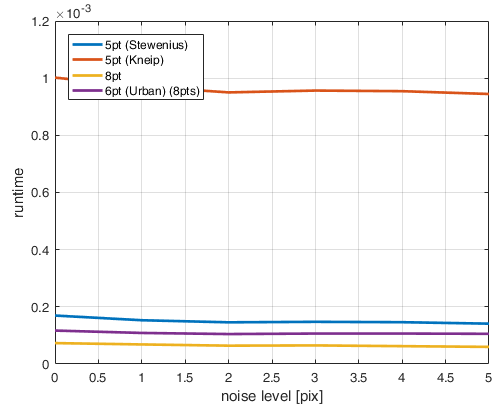 ×10-3
1.2
1
0.8
0.6
0.4
0.2
0
runtime
5pt (Stewenius)
5pt (Kneip)
8pt
6pt (Urban) (8pts)
0 0.5 1 1.5 2 2.5 3 3.5 4 4.5 5
noise level [pix]